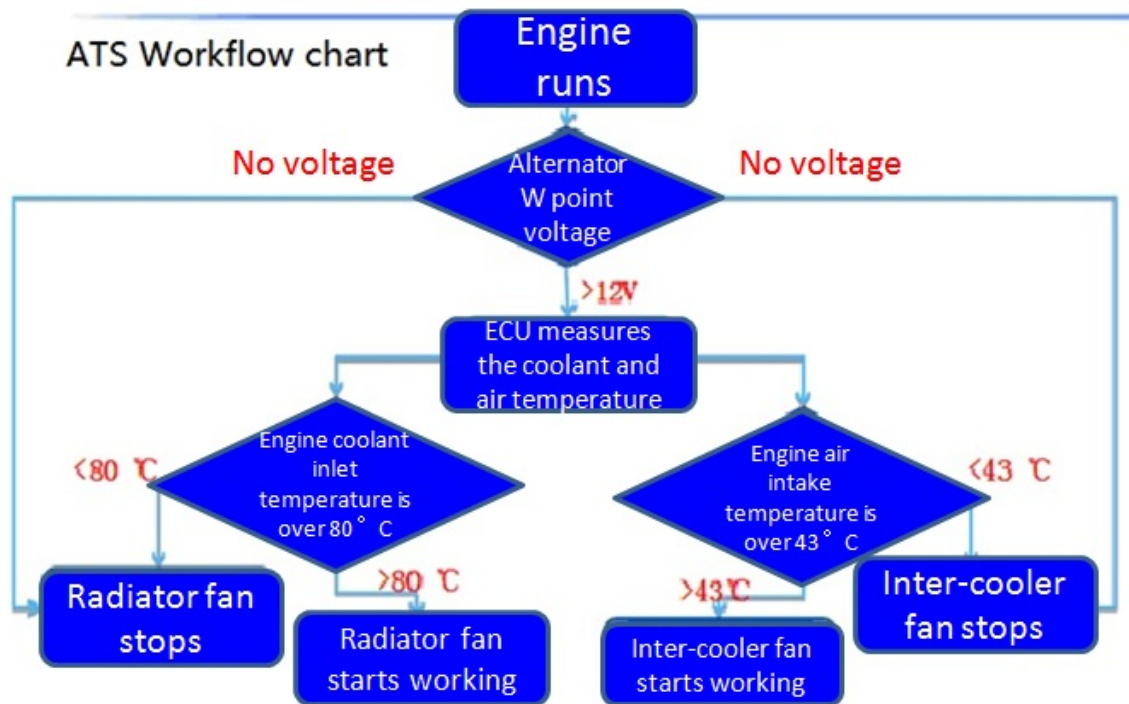 ATS Workflow chart
Engine
runs
No voltage
Alternator
W point
voltage
No voltage
>12V
ECU measures
the coolant and
air temperature
<80 ℃
Engine coolant
inlet
temperature is
over 80° C
Engine air
intake
temperature is
over 43° C
<43 ℃
>80 ℃
>43℃
Radiator fan
stops
Radiator fan
starts working
Inter-cooler fan
starts working
Inter-cooler
fan stops